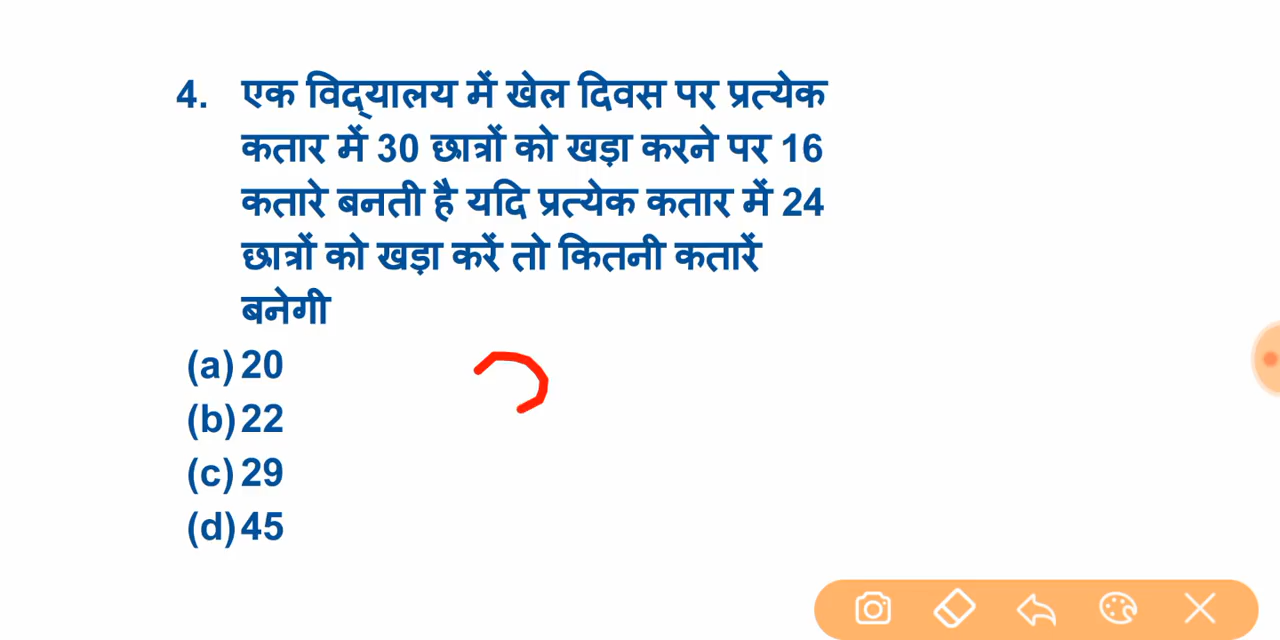 4. एक विद्‌यालय में खेल दिवस पर प्रत्येक
कतार में 30 छात्रों को खड़ा करने पर 16
कतारे बनती है यदि प्रत्येक कतार में 24
छात्रों को खड़ा करें तो कितनी कतारें
बनेगी
(a) 20
(b) 22
(c) 29
(d) 45